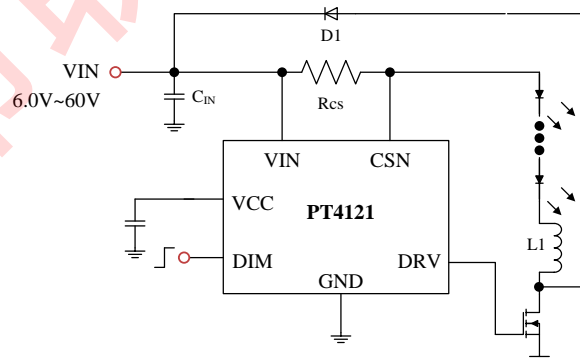 D1
VIN
6.0V~60V
CIN
Rcs
VIN
CSN
VCC
PT4121
DIM
DRV
GND
L1